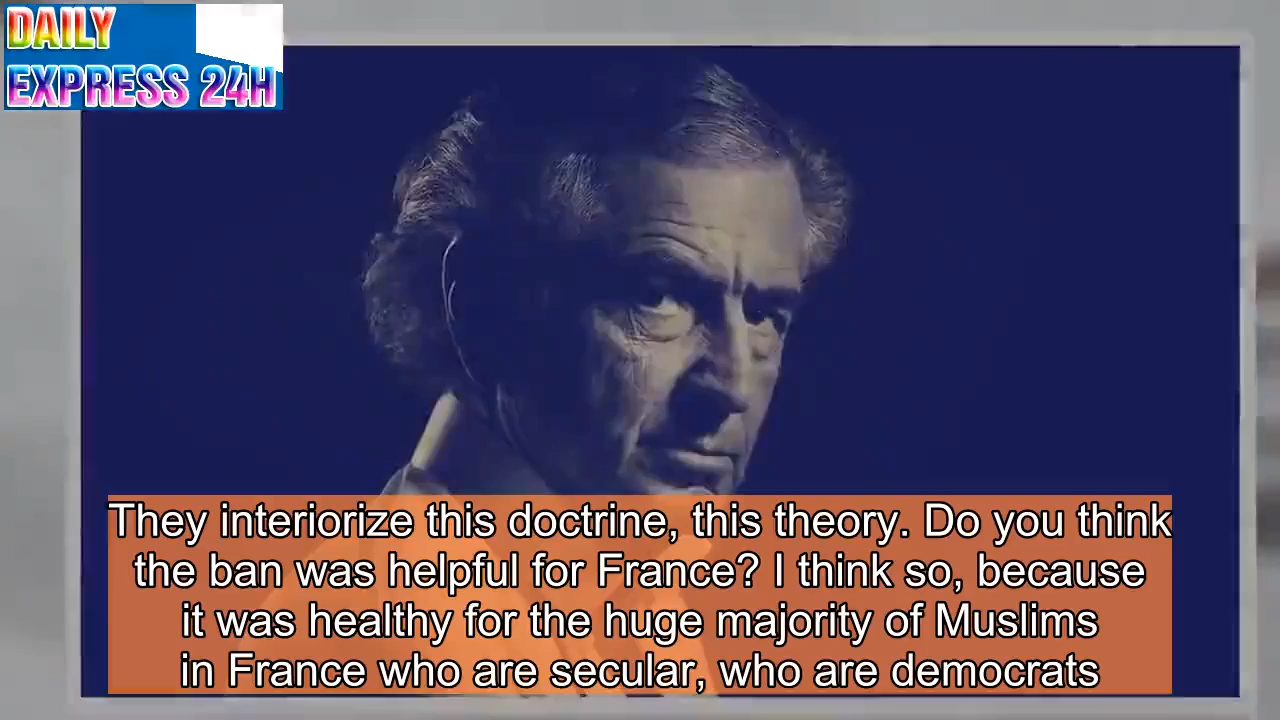 DAILY
EXPRESS 24H
They interiorize this doctrine, this theory. Do you think
the ban was helpful for France? I think so, because
it was healthy for the huge majority of Muslims
in France who are secular, who are democrats